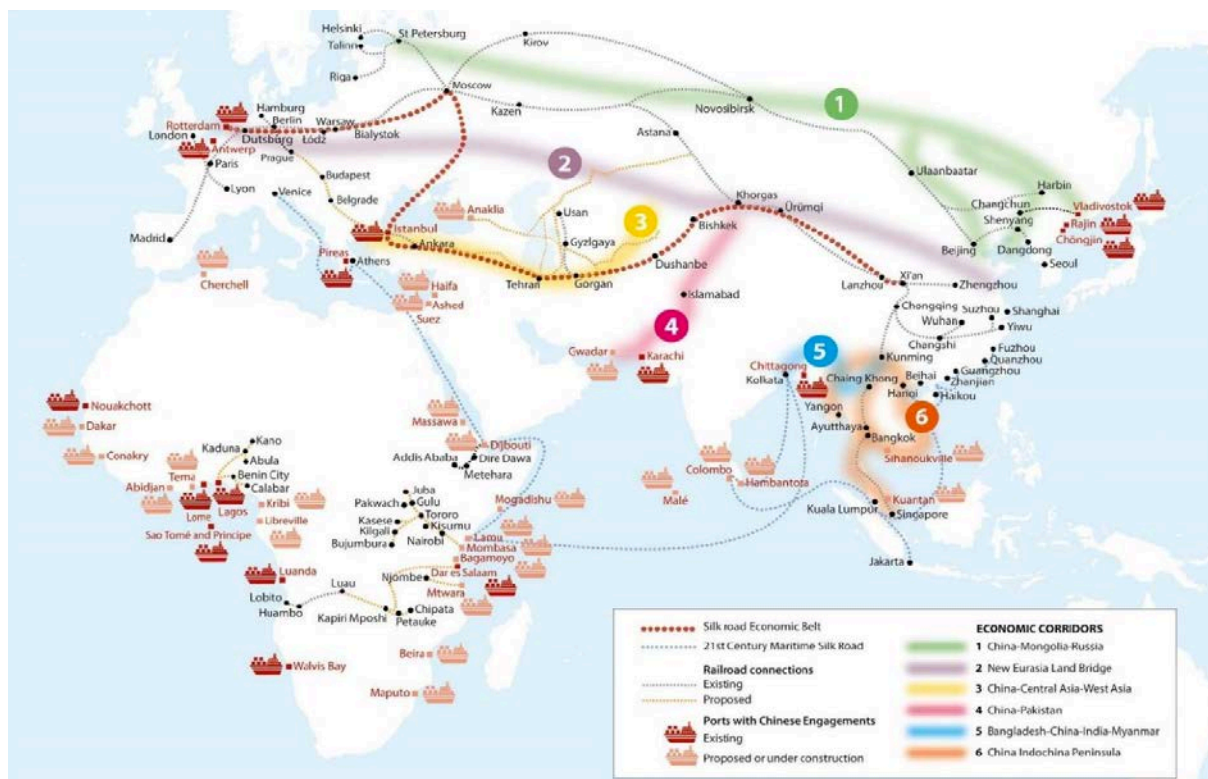 Helsinki
St Petersburg
Talinn
Riga
Kirov
Moscow
Kazen
Novosibirsk
1
Astana
Ulaanbaatar
Harbin
Changchun
Shenyang
Vladivostok
Rajin
Chongjin
Dangdong
Seoul
Beijing
Hamburg
Berlin
Rotterdam
London
Dutsburg
Warsaw
Łódź
Bialystok
Antwerp
Paris
Prague
Lyon
Venice
Budapest
Belgrade
Madrid
2
Khorgas
Ürümqi
Bishkek
Usan
3
Anaklia
Gyzlgaya
Istanbul
Ankara
Pireas
Athens
Tehran
Gorgan
Dushanbe
Lanzhou
Xi'an
Zhengzhou
Cherchell
Haifa
Ashed
Suez
Islamabad
4
Gwadar
Karachi
Chongqing
Suzhou
Shanghai
Wuhan
Yiwu
Changshi
Fuzhou
Quanzhou
Kunming
Guangzhou
Zhanjian
5
Chittagong
Kolkata
Chaing Khong
Beihai
Hanoi
Haikou
Yangon
6
Ayutthaya
Bangkok
Sihanoukville
Nouakchott
Dakar
Conakry
Massawa
Djibouti
Addis Ababa
Dire Dawa
Metehara
Kano
Kaduna
Abula
Tema
Benin City
Abidjan
Calabar
Lome
Lagos
Kribi
Libreville
Sao Tomé and Principe
Juba
Pakwach
Gulu
Tororo
Kasese
Kisumu
Kilgali
Nairobi
Bujumbura
Mogadishu
Lamu
Mombasa
Bagamoyo
Dar es Salaam
Njombe
Mtwara
Colombo
Hambantota
Malé
Kuantan
Kuala Lumpur
Singapore
Jakarta
Luanda
Luau
Lobito
Huambo
Kapiri Mposhi
Chipata
Petauke
Walvis Bay
Beira
Maputo
Silk road Economic Belt
21st Century Maritime Silk Road
Railroad connections
Existing
Proposed
Ports with Chinese Engagements
Existing
Proposed or under construction
ECONOMIC CORRIDORS
1 China-Mongolia-Russia
2 New Eurasia Land Bridge
3 China-Central Asia-West Asia
4 China-Pakistan
5 Bangladesh-China-India-Myanmar
6 China Indochina Peninsula